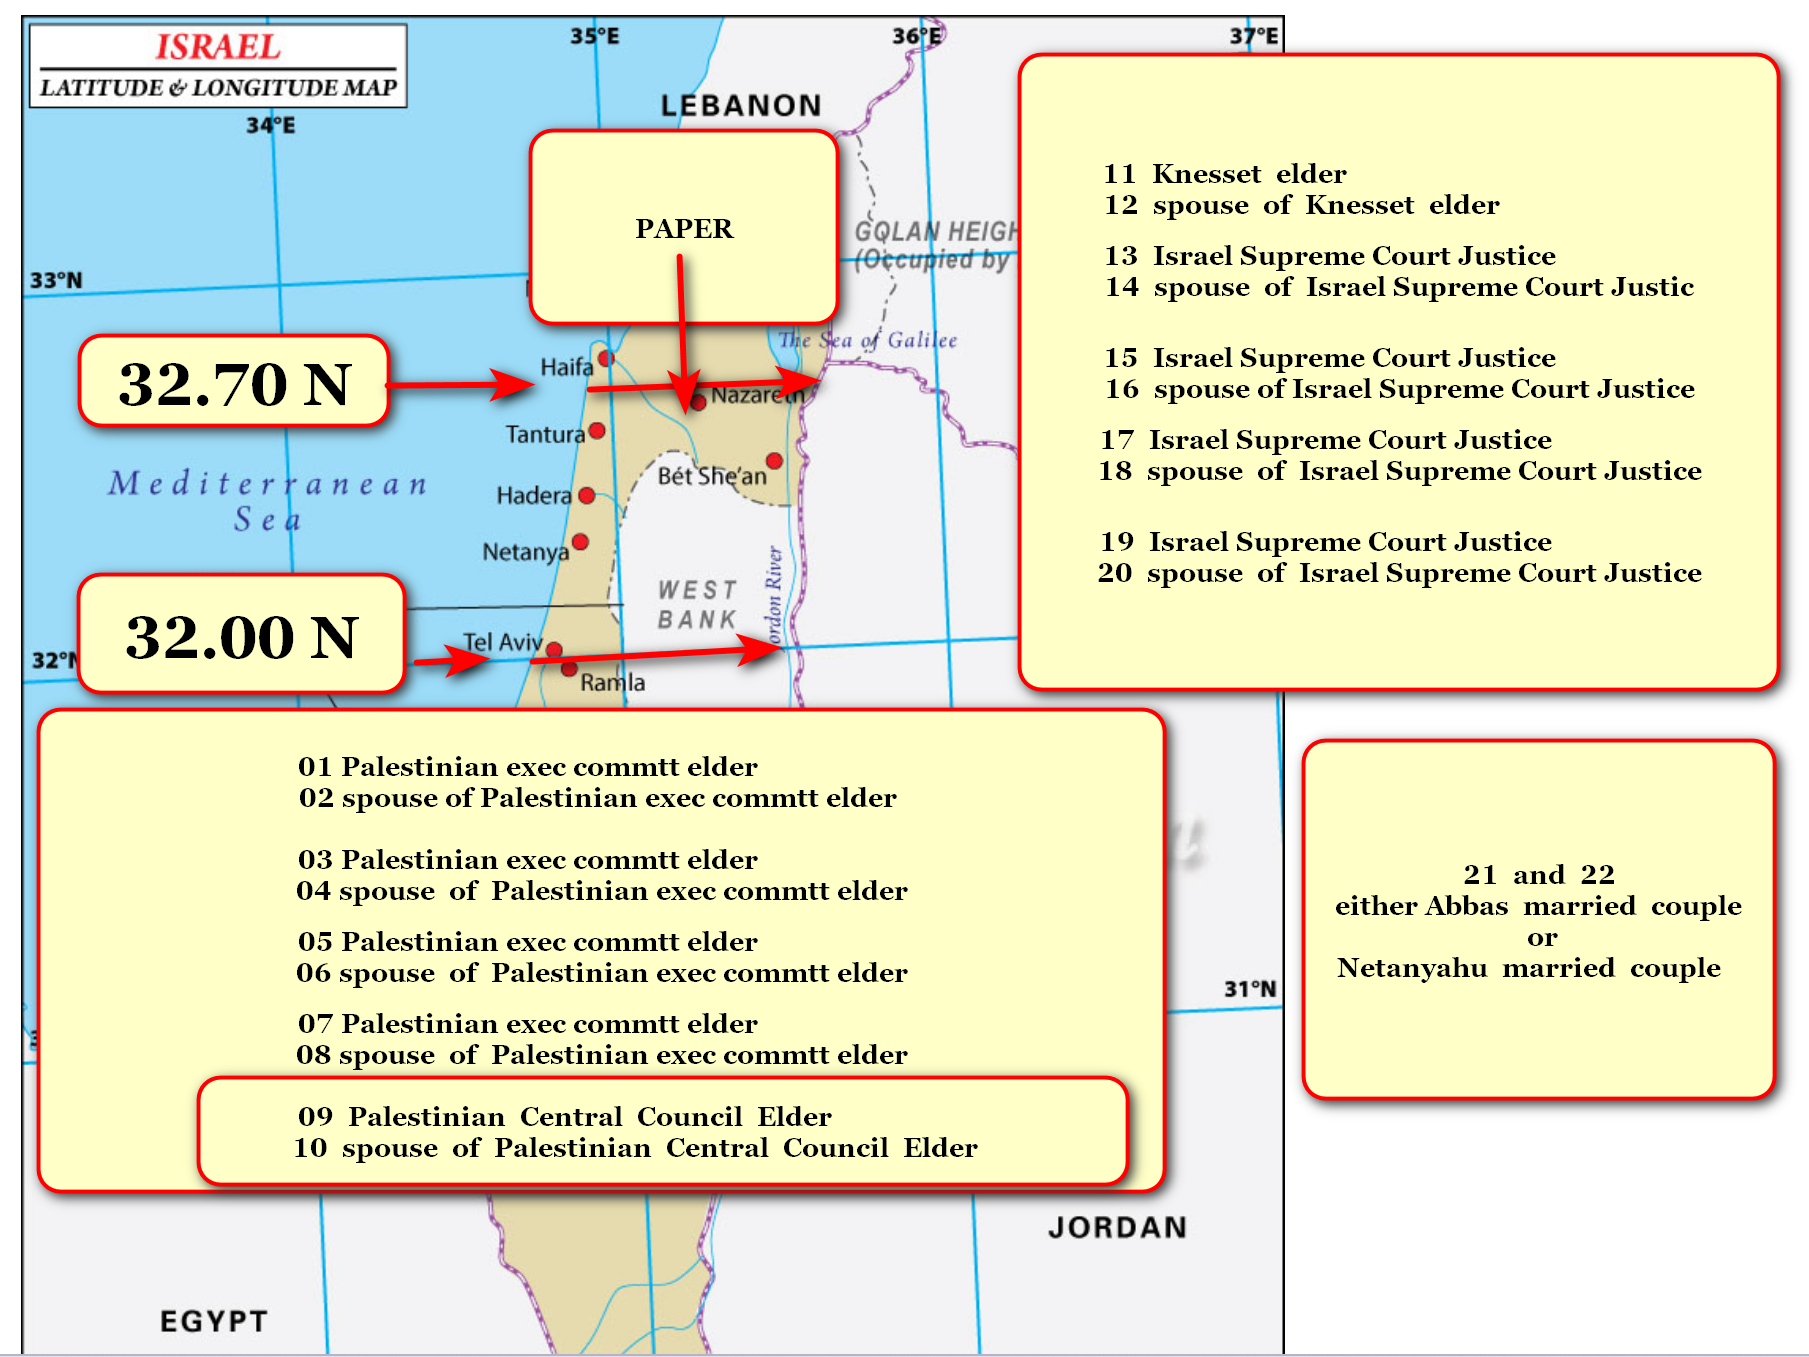 ISRAEL
LATITUDE & LONGITUDE MAP
34°E
35°E
36°E
37°E
LEBANON
PAPER
GOLAN
(Occupied by
33°N
The Sea of Galilee
32.70 N
Haifa
Nazareth
Tantura
Bét She'an
Mediterranean
Sea
Hadera
Netanya
WEST
BANK
River
32.00 N
32°N
Tel Aviv
Ramla
11 Knesset elder
12 spouse of Knesset elder
13 Israel Supreme Court Justice
14 spouse of Israel Supreme Court Justic
15 Israel Supreme Court Justice
16 spouse of Israel Supreme Court Justice
17 Israel Supreme Court Justice
18 spouse of Israel Supreme Court Justice
19 Israel Supreme Court Justice
20 spouse of Israel Supreme Court Justice
01 Palestinian exec commtt elder
02 spouse of Palestinian exec commtt elder
03 Palestinian exec commtt elder
04 spouse of Palestinian exec commtt elder
05 Palestinian exec commtt elder
06 spouse of Palestinian exec commtt elder
07 Palestinian exec commtt elder
08 spouse of Palestinian exec commtt elder
09 Palestinian Central Council Elder
10 spouse of Palestinian Central Council Elder
21 and 22
either Abbas married couple
or
Netanyahu married couple
31°N
JORDAN
EGYPT